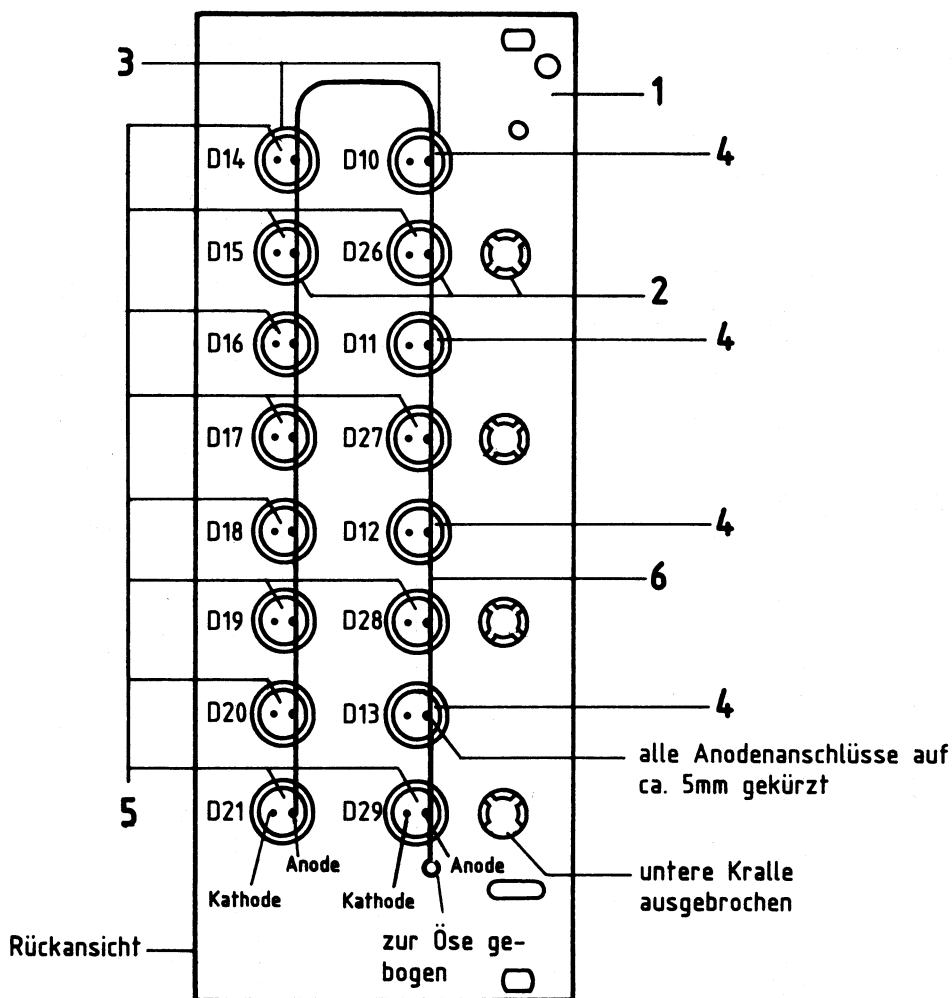 3
1
D14
D10
4
D15
D26
2
D16
D11
4
D17
D27
D18
D12
4
6
D19
D28
D20
D13
4
alle Anodenanschlüsse auf
ca. 5mm gekürzt
5
D21
D29
Anode
Anode
Kathode
Kathode
untere Kralle
ausgebrochen
Rückansicht
zur Öse ge-
bogen